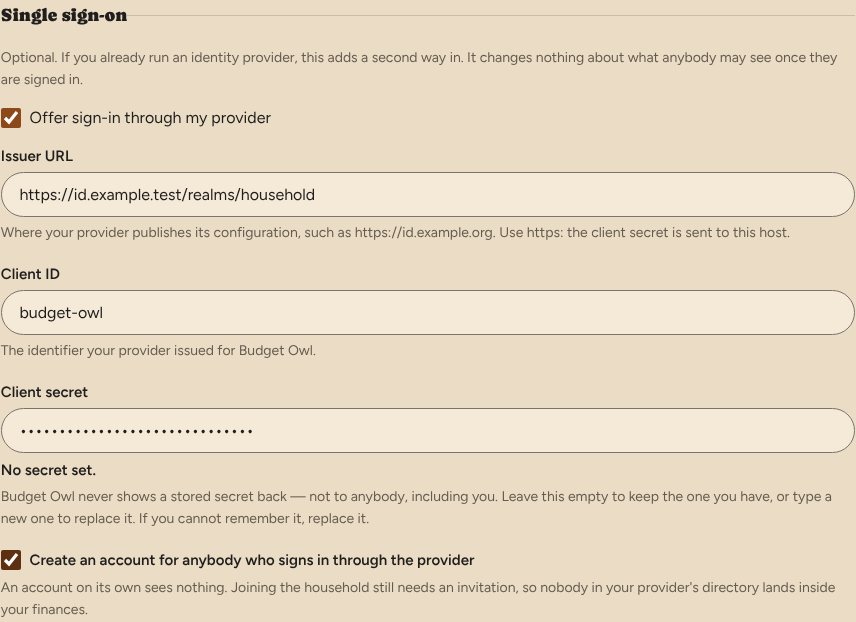 Single sign-on
Optional. If you already run an identity provider, this adds a second way in. It changes nothing about what anybody may see once they
are signed in.
Offer sign-in through my provider
Issuer URL
https://id.example.test/realms/household
Where your provider publishes its configuration, such as https://id.example.org. Use https: the client secret is sent to this host.
Client ID
budget-owl
The identifier your provider issued for Budget Owl.
Client secret
•••••••••••••••••••••••••••••••
No secret set.
Budget Owl never shows a stored secret back — not to anybody, including you. Leave this empty to keep the one you have, or type a
new one to replace it. If you cannot remember it, replace it.
Create an account for anybody who signs in through the provider
An account on its own sees nothing. Joining the household still needs an invitation, so nobody in your provider's directory lands inside
your finances.